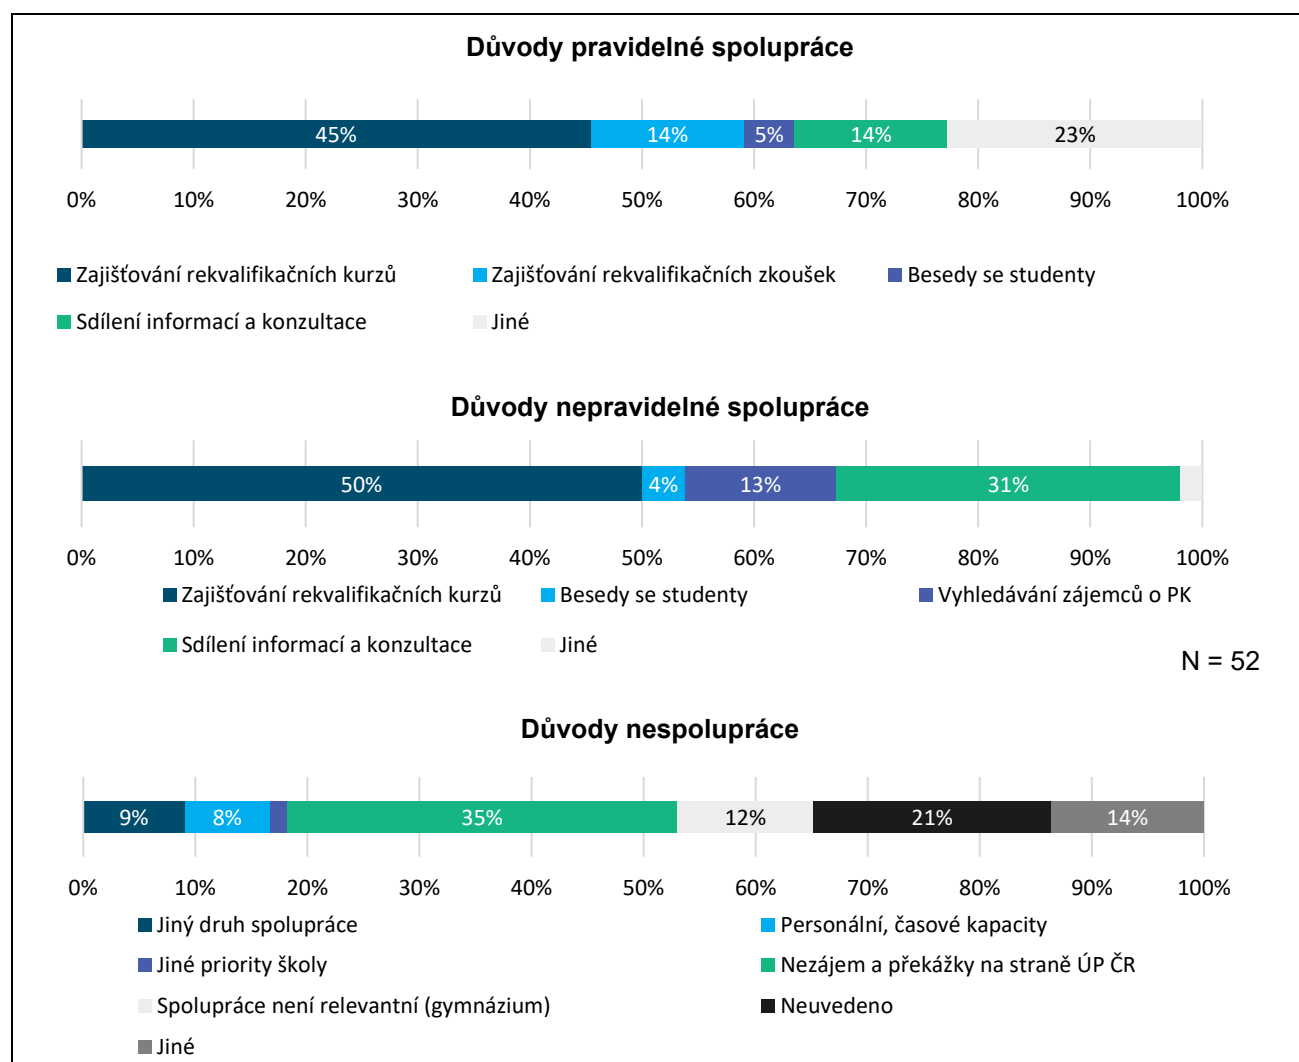 Důvody pravidelné spolupráce
45% 14% 5% 14% 23%
0% 10% 20% 30% 40% 50% 60% 70% 80% 90% 100%
Zajišťování rekvalifikačních kurzů Zajišťování rekvalifikačních zkoušek Besedy se studenty
Sdílení informací a konzultace Jiné
Důvody nepravidelné spolupráce
50% 4% 13% 31%
0% 10% 20% 30% 40% 50% 60% 70% 80% 90% 100%
Zajišťování rekvalifikačních kurzů Besedy se studenty Vyhledávání zájemců o PK
Sdílení informací a konzultace Jiné
N = 52
Důvody nespolupráce
9% 8% 35% 12% 21% 14%
0% 10% 20% 30% 40% 50% 60% 70% 80% 90% 100%
Jiný druh spolupráce Personální, časové kapacity
Jiné priority školy Nezájem a překážky na straně ÚP ČR
Spolupráce není relevantní (gymnázium) Neuvedeno
Jiné